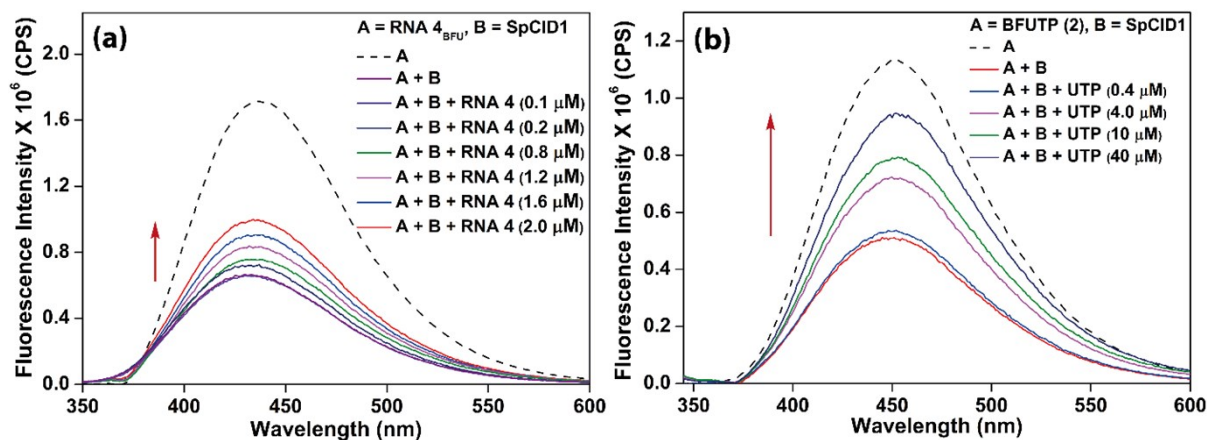 (a)
A = RNA 4BFU, B = SpCID1
A
A + B
A + B + RNA 4 (0.1 μM)
A + B + RNA 4 (0.2 μM)
A + B + RNA 4 (0.8 μM)
A + B + RNA 4 (1.2 μM)
A + B + RNA 4 (1.6 μM)
A + B + RNA 4 (2.0 μM)
Fluorescence Intensity X 10⁶ (CPS)
2.0
1.6
1.2
0.8
0.4
0.0
350 400 450 500 550 600
Wavelength (nm)
(b)
A = BFUTP (2), B = SpCID1
A
A + B
A + B + UTP (0.4 μM)
A + B + UTP (4.0 μM)
A + B + UTP (10 μM)
A + B + UTP (40 μM)
Fluorescence Intensity X 10⁶ (CPS)
1.2
1.0
0.8
0.6
0.4
0.2
0.0
350 400 450 500 550 600
Wavelength (nm)